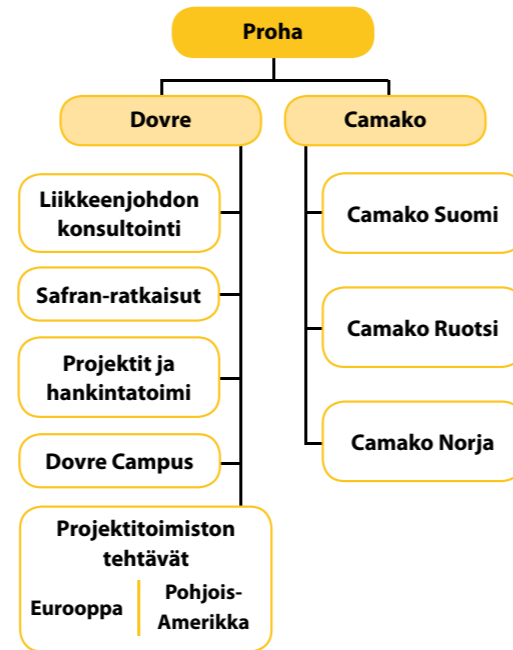 Proha
Dovre
Camako
Liikkeenjohdon
konsultointi
Safran-ratkaisut
Projektit ja
hankintatoimi
Dovre Campus
Projektitoimiston
tehtävät
Eurooppa
Pohjois-
Amerikka
Camako Suomi
Camako Ruotsi
Camako Norja